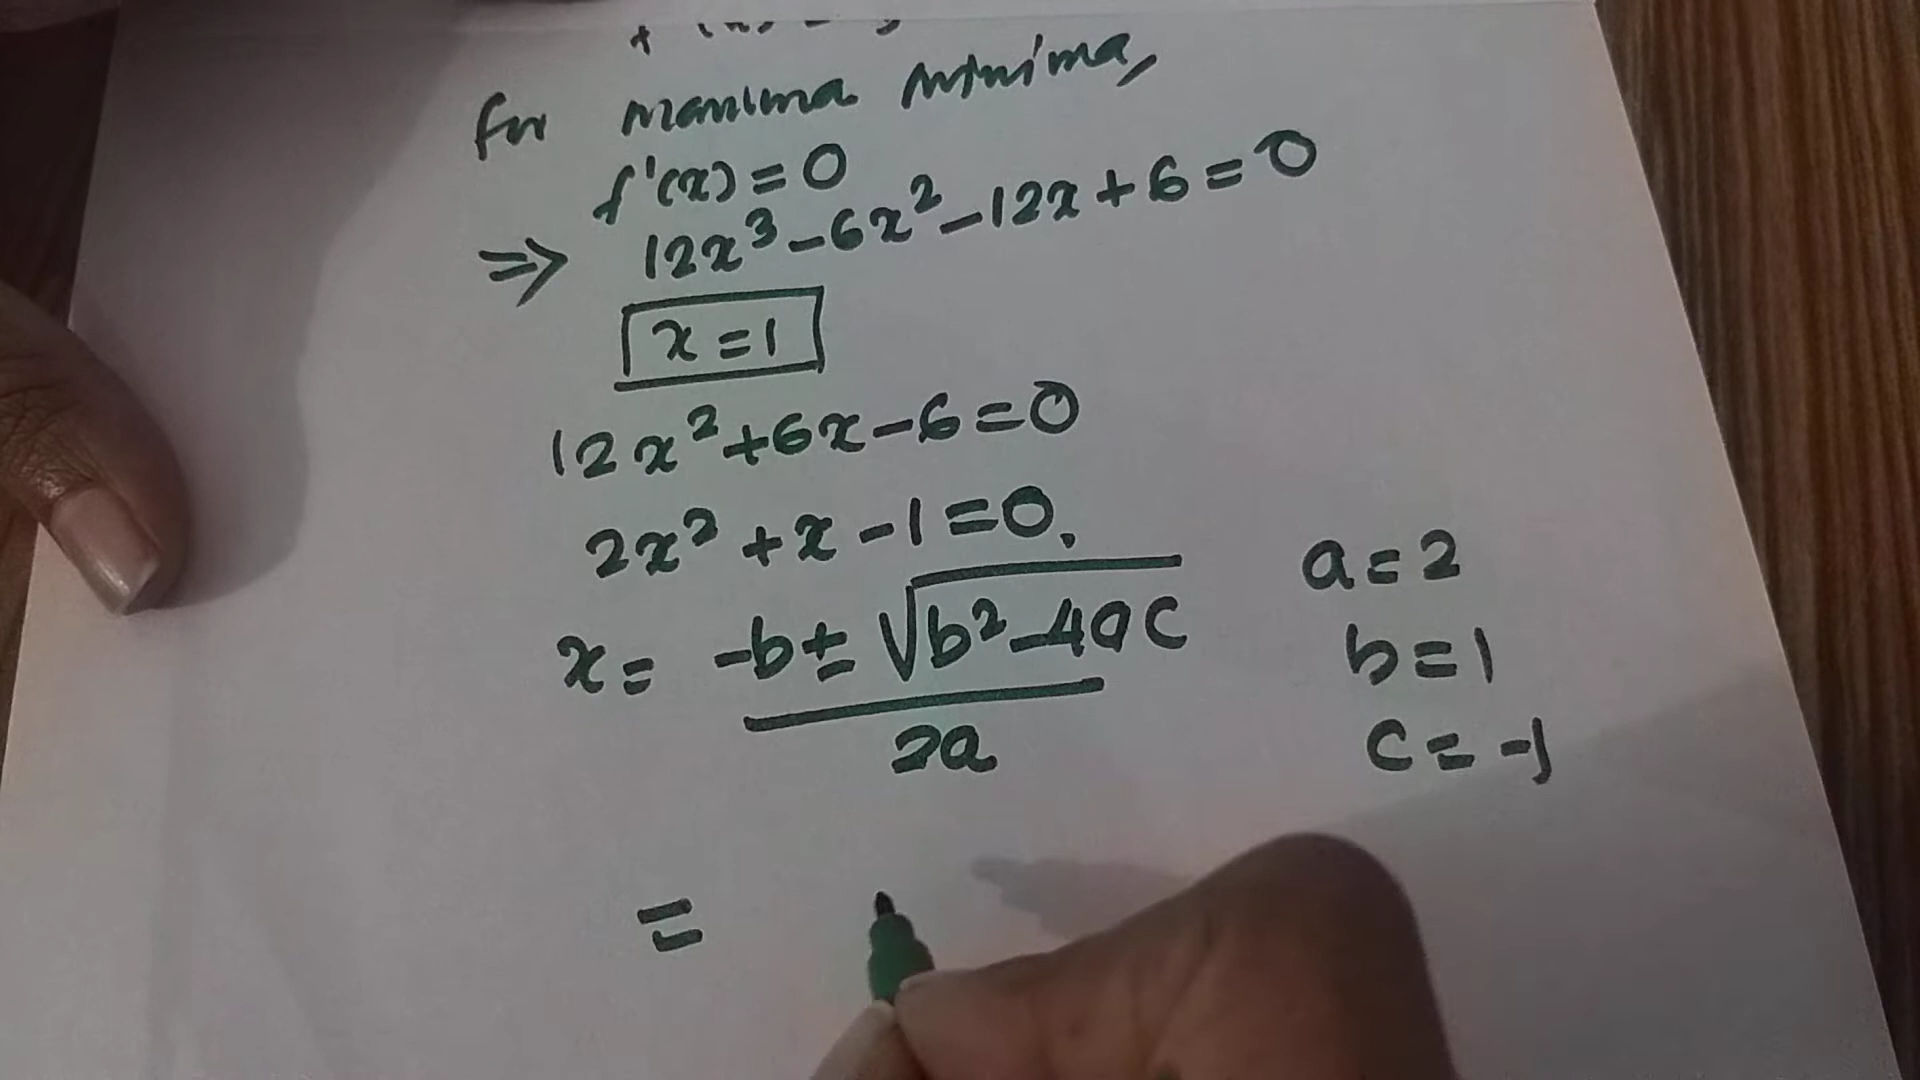 for maxima minima,
f'(x)=0
⇒ 12x³-6x²-12x+6=0
x=1
12x²+6x-6=0
2x²+x-1=0.
x= -b±√b²-4ac / 2a
a=2
b=1
c=-1
=